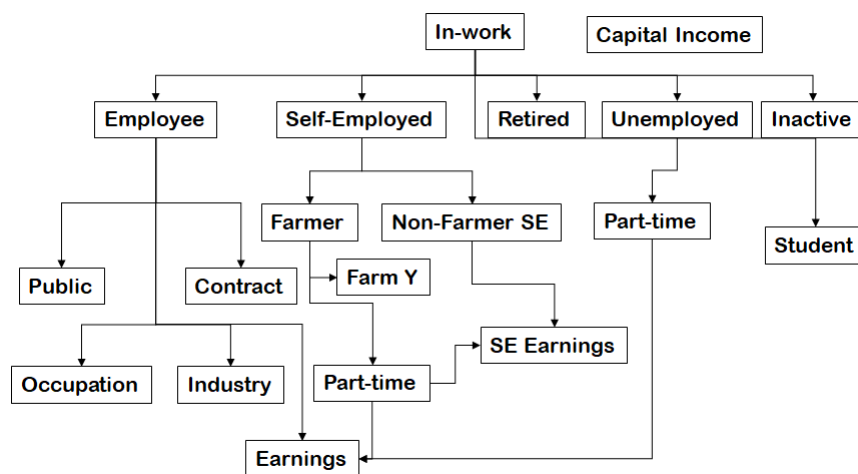 In-work
Capital Income
Employee
Self-Employed
Retired
Unemployed
Inactive
Farmer
Non-Farmer SE
Part-time
Student
Public
Contract
Farm Y
SE Earnings
Occupation
Industry
Part-time
Earnings